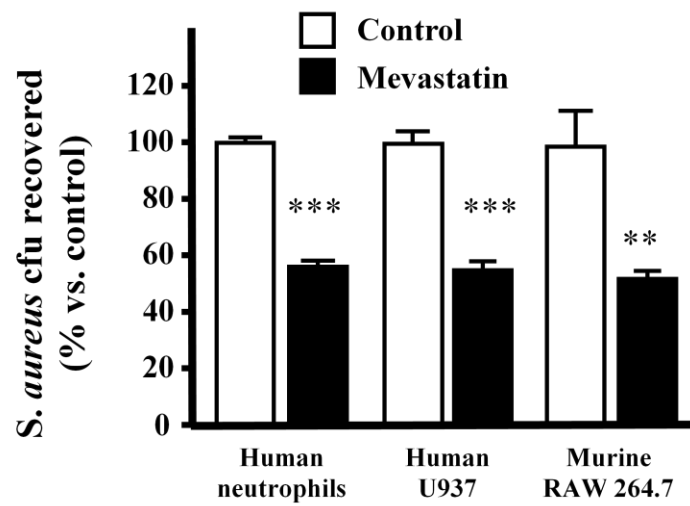 Control
Mevastatin
S. aureus cfu recovered
(% vs. control)
120
100
80
60
40
20
0
***
***
**
Human
neutrophils
Human
U937
Murine
RAW 264.7